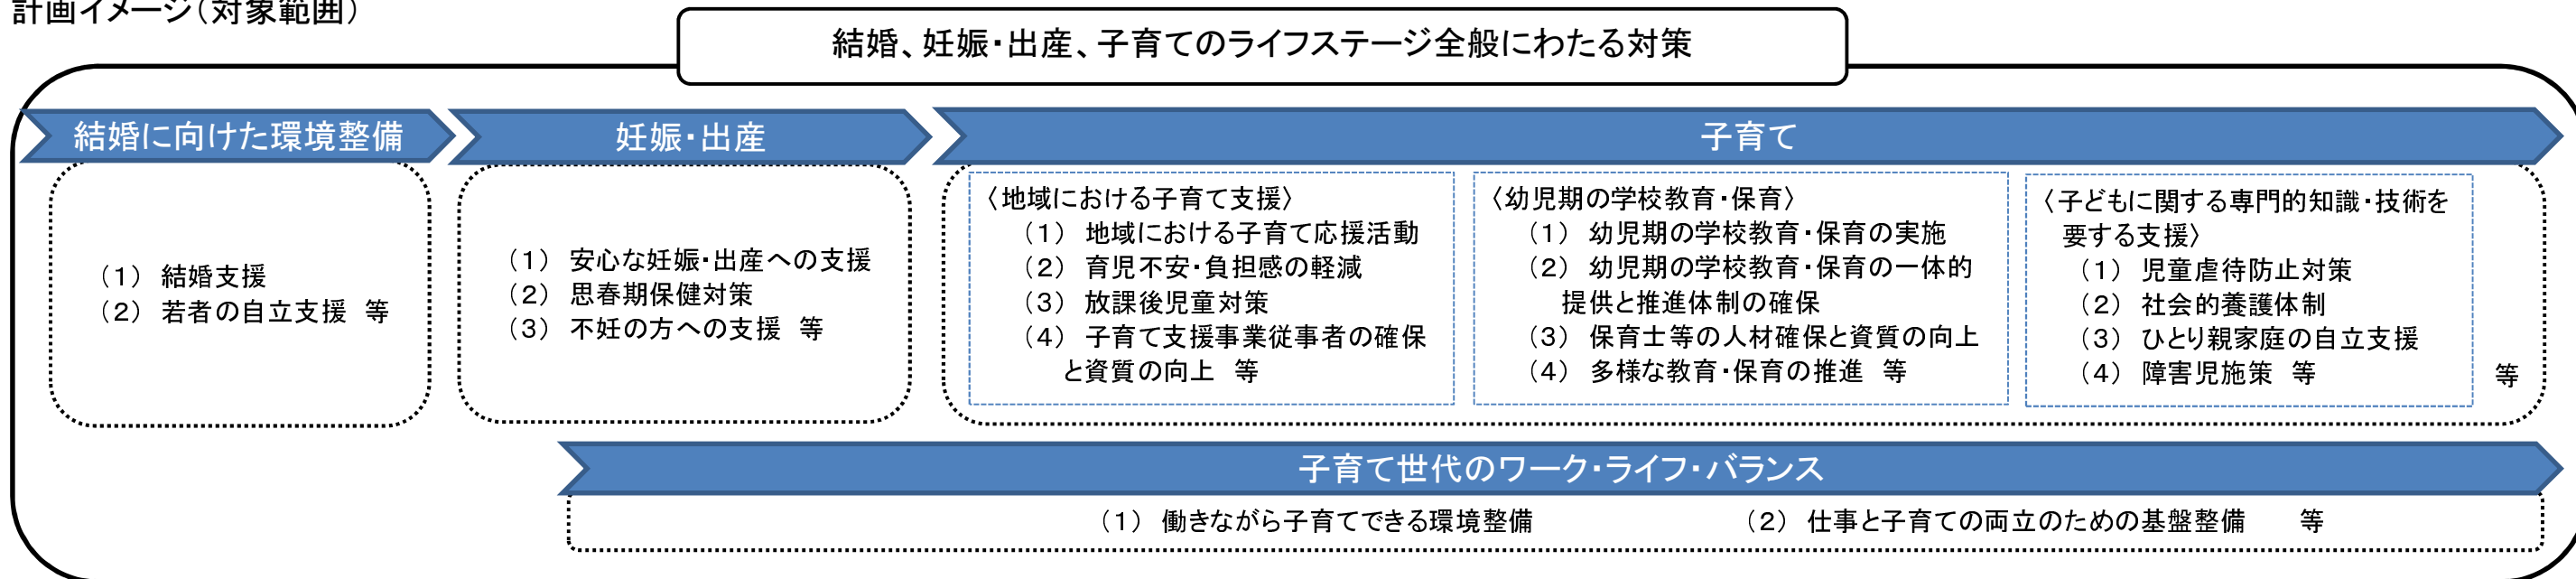 計画イメージ（対象範囲）
結婚、妊娠・出産、子育てのライフステージ全般にわたる対策
結婚に向けた環境整備
（1） 結婚支援
（2） 若者の自立支援 等
妊娠・出産
（1） 安心な妊娠・出産への支援
（2） 思春期保健対策
（3） 不妊の方への支援 等
子育て
〈地域における子育て支援〉
（1） 地域における子育て応援活動
（2） 育児不安・負担感の軽減
（3） 放課後児童対策
（4） 子育て支援事業従事者の確保
と資質の向上 等
〈幼児期の学校教育・保育〉
（1） 幼児期の学校教育・保育の実施
（2） 幼児期の学校教育・保育の一体的
提供と推進体制の確保
（3） 保育士等の人材確保と資質の向上
（4） 多様な教育・保育の推進 等
〈子どもに関する専門的知識・技術を
要する支援〉
（1） 児童虐待防止対策
（2） 社会的養護体制
（3） ひとり親家庭の自立支援
（4） 障害児施策 等
等
子育て世代のワーク・ライフ・バランス
（1） 働きながら子育てできる環境整備 （2） 仕事と子育ての両立のための基盤整備 等